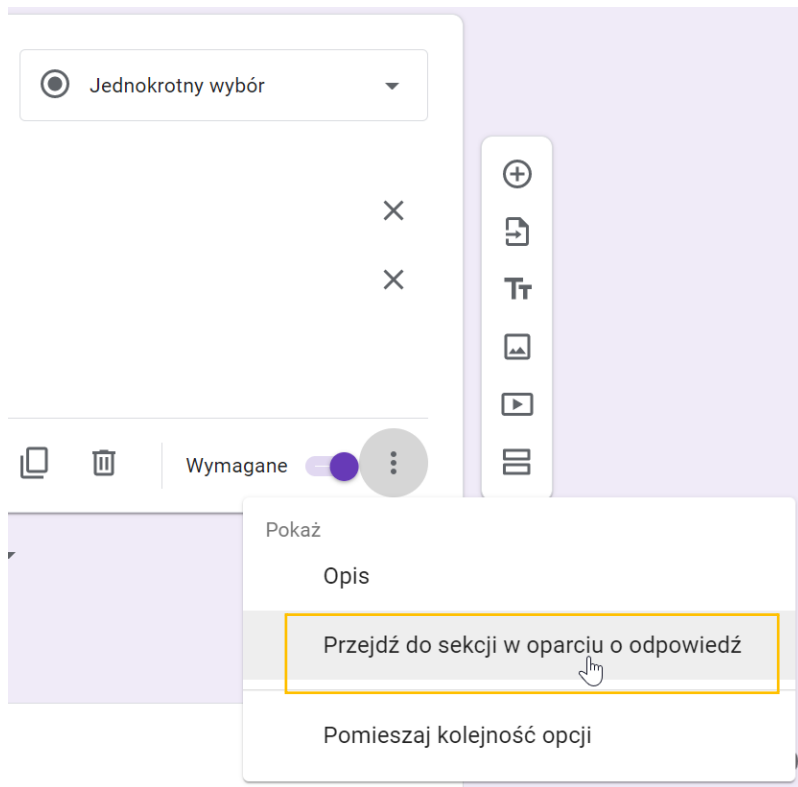 Jednokrotny wybór
Wymagane
Pokaż
Opis
Przejdź do sekcji w oparciu o odpowiedź
Pomieszaj kolejność opcji